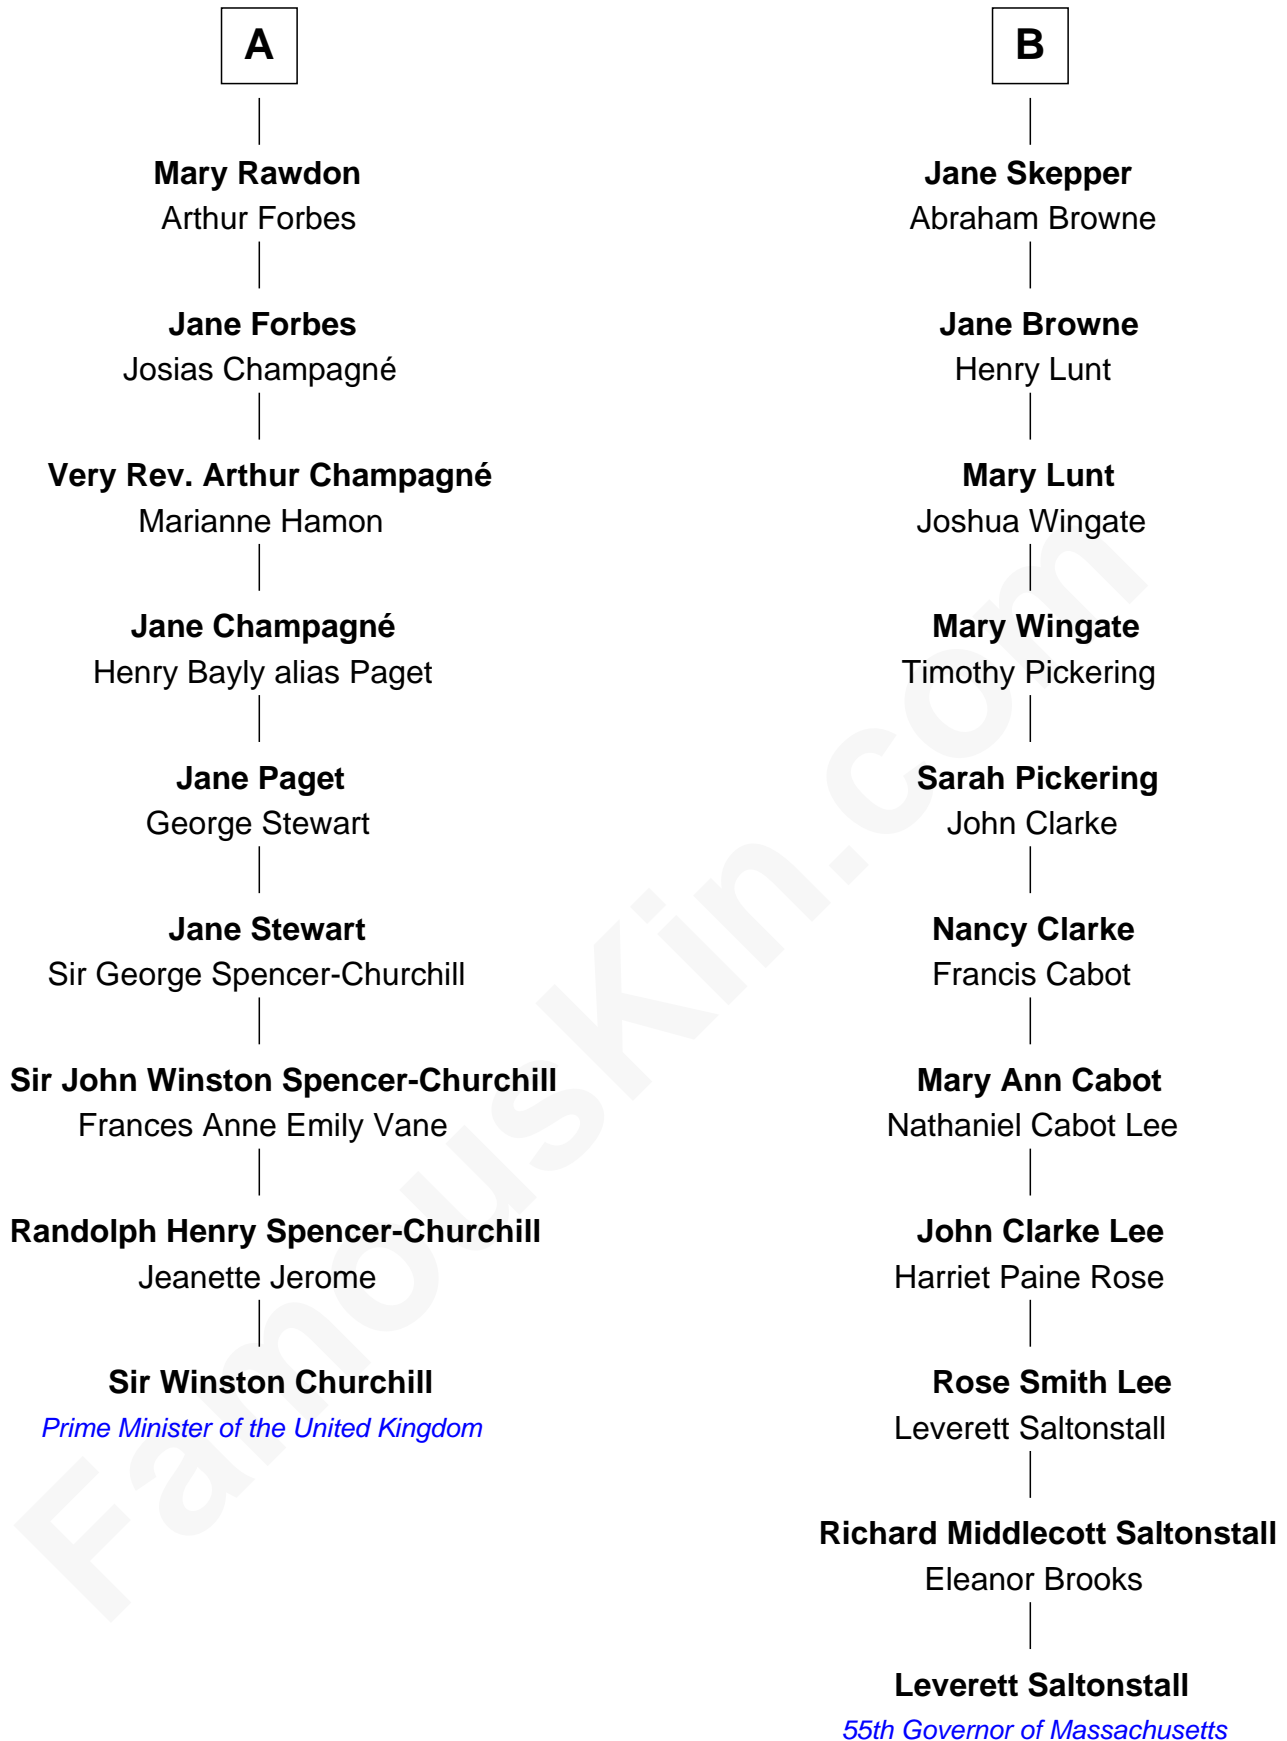 A
Mary Rawdon
Arthur Forbes
Jane Forbes
Josias Champagné
Very Rev. Arthur Champagné
Marianne Hamon
Jane Champagné
Henry Bayly alias Paget
Jane Paget
George Stewart
Jane Stewart
Sir George Spencer-Churchill
Sir John Winston Spencer-Churchill
Frances Anne Emily Vane
Randolph Henry Spencer-Churchill
Jeanette Jerome
Sir Winston Churchill
Prime Minister of the United Kingdom
B
Jane Skepper
Abraham Browne
Jane Browne
Henry Lunt
Mary Lunt
Joshua Wingate
Mary Wingate
Timothy Pickering
Sarah Pickering
John Clarke
Nancy Clarke
Francis Cabot
Mary Ann Cabot
Nathaniel Cabot Lee
John Clarke Lee
Harriet Paine Rose
Rose Smith Lee
Leverett Saltonstall
Richard Middlecott Saltonstall
Eleanor Brooks
Leverett Saltonstall
55th Governor of Massachusetts
FamousKin.com